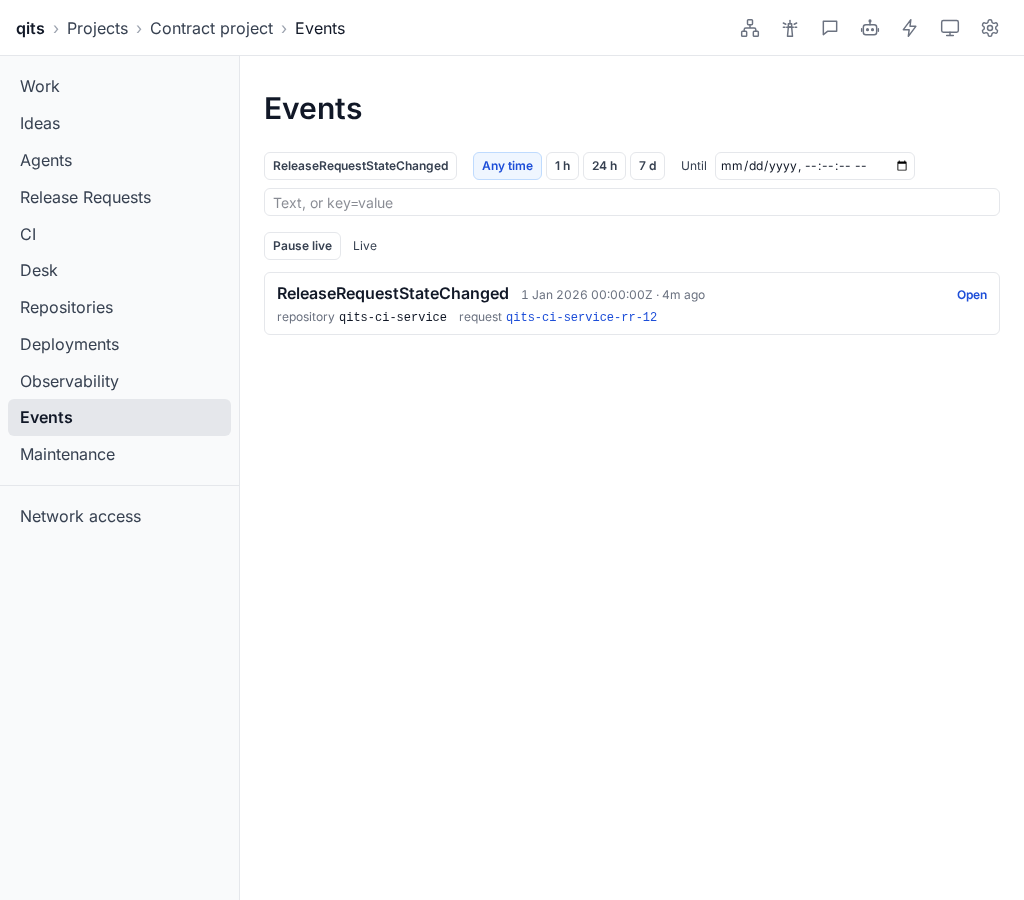 qits › Projects › Contract project › Events
Work
Ideas
Agents
Release Requests
CI
Desk
Repositories
Deployments
Observability
Events
Maintenance
Network access
Events
ReleaseRequestStateChanged Any time 1 h 24 h 7 d Until mm/dd/yyyy, --:--:-- --
Text, or key=value
Pause live Live
ReleaseRequestStateChanged 1 Jan 2026 00:00:00Z · 4m ago Open
repository qits-ci-service request qits-ci-service-rr-12